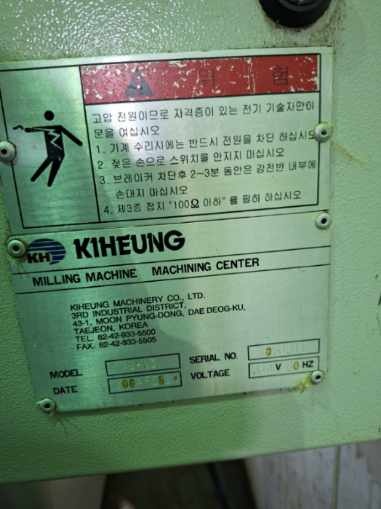 위 험
고압 전원이므로 자격증이 있는 전기 기술자만이
문을 여십시오
1. 기계 수리시에는 반드시 전원을 차단 하십시오
2. 젖은 손으로 스위치를 만지지 마십시오
3. 브레이커 차단후 2~3분 동안은 강전반 내부에
손대지 마십시오
4. 제3종 접지 "100Ω 이하"를 필히 하십시오
KH KIHEUNG
MILLING MACHINE MACHINING CENTER
KIHEUNG MACHINERY CO., LTD.
3RD INDUSTRIAL DISTRICT,
43-1, MOON PYUNG-DONG, DAE DEOG-KU,
TAEJEON, KOREA
TEL. 82-42-933-5500
FAX. 82-42-933-5905
MODEL
SERIAL NO.
DATE
VOLTAGE V HZ